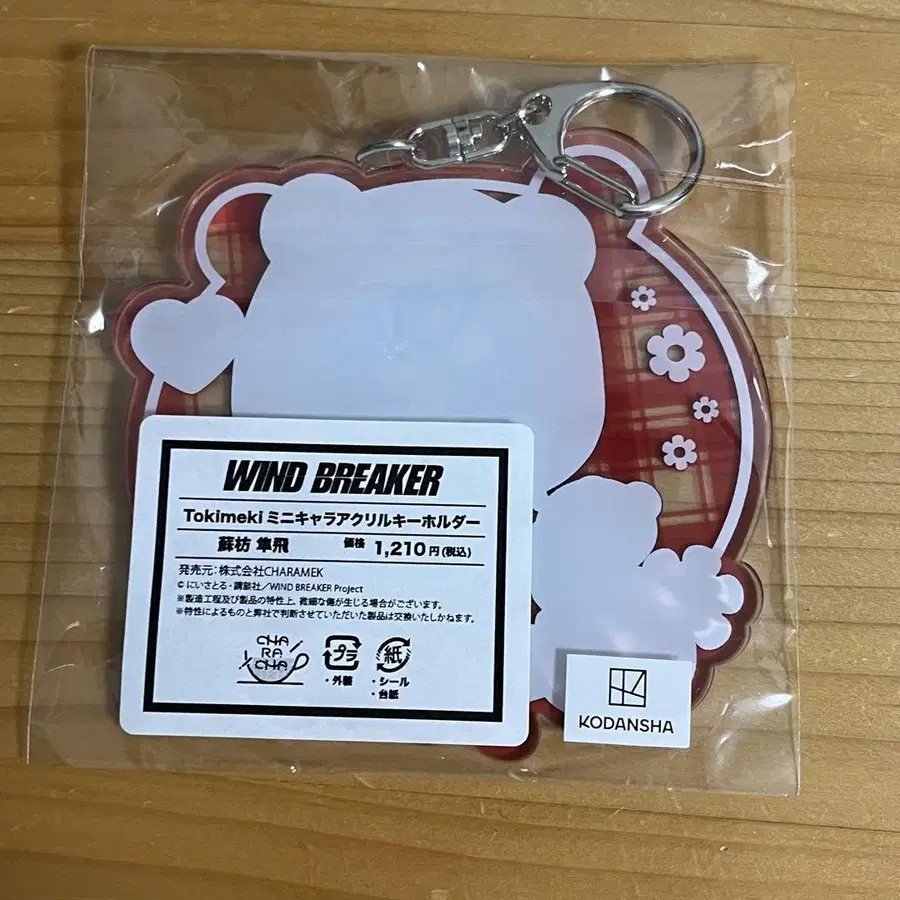 WIND BREAKER
Tokimeki ミニキャラアクリルキーホルダー
蘇枋 隼飛 価格 1,210円(税込)
発売元:株式会社CHARAMEK
© にいさとる・講談社/WIND BREAKER Project
※製造工程及び製品の特性上、微細な傷が生じる場合がございます。
※特性によるものと弊社で判断させていただいた製品は交換いたしかねます。
CHA
RA
CHA
プラ
・外装
紙
・シール
・台紙
KODANSHA